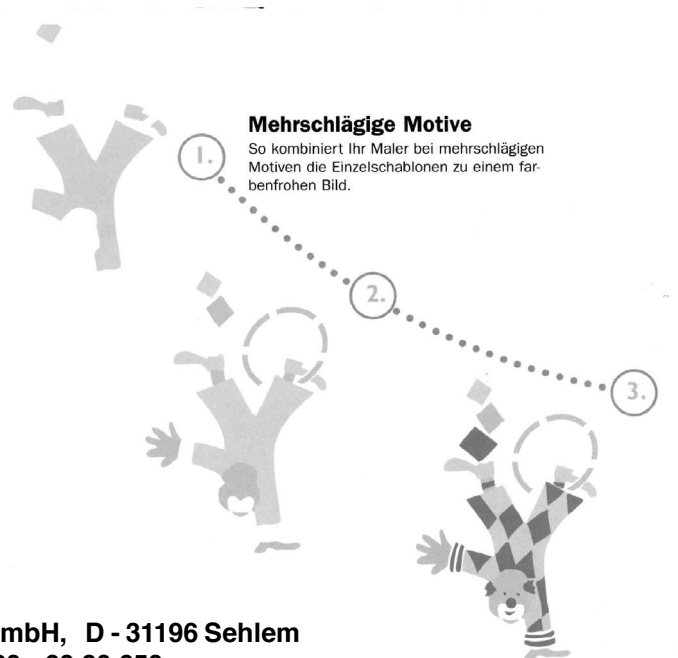 Mehrschlägige Motive
So kombiniert Ihr Maler bei mehrschlägigen
Motiven die Einzelschablonen zu einem far-
benfrohen Bild.
1.
2.
3.
mbH, D - 31196 Sehlem